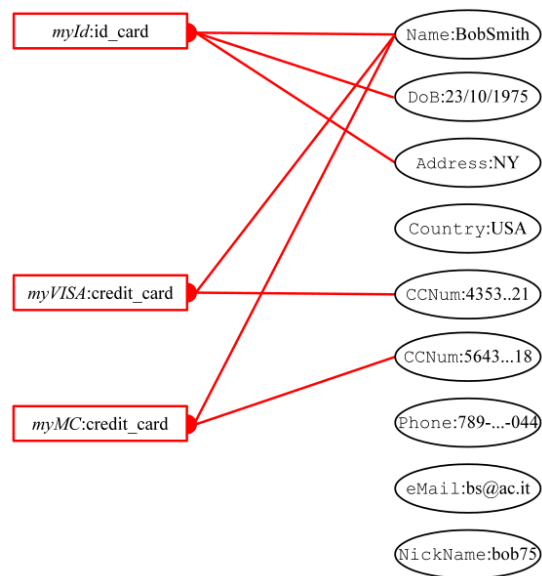 myId:id_card
Name:BobSmith
DoB:23/10/1975
Address:NY
Country:USA
myVISA:credit_card
CCNum:4353..21
CCNum:5643...18
myMC:credit_card
Phone:789-...-044
eMail:bs@ac.it
NickName:bob75